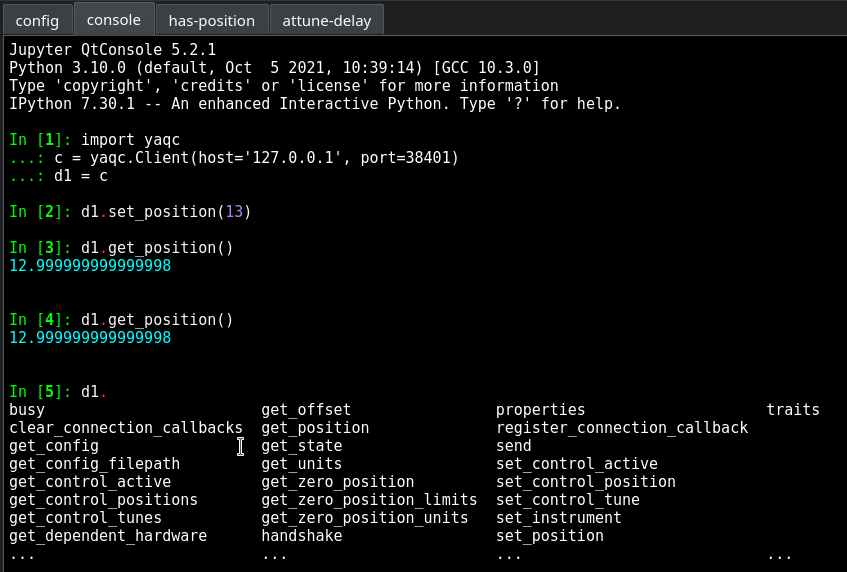 config console has-position attune-delay
Jupyter QtConsole 5.2.1
Python 3.10.0 (default, Oct  5 2021, 10:39:14) [GCC 10.3.0]
Type 'copyright', 'credits' or 'license' for more information
IPython 7.30.1 -- An enhanced Interactive Python. Type '?' for help.
In [1]: import yaqc
...: c = yaqc.Client(host='127.0.0.1', port=38401)
...: d1 = c
In [2]: d1.set_position(13)
In [3]: d1.get_position()
12.999999999999998
In [4]: d1.get_position()
12.999999999999998
In [5]: d1.
busy get_offset properties traits
clear_connection_callbacks get_position register_connection_callback
get_config get_state send
get_config_filepath get_units set_control_active
get_control_active get_zero_position set_control_position
get_control_positions get_zero_position_limits set_control_tune
get_control_tunes get_zero_position_units set_instrument
get_dependent_hardware handshake set_position
... ... ... ...